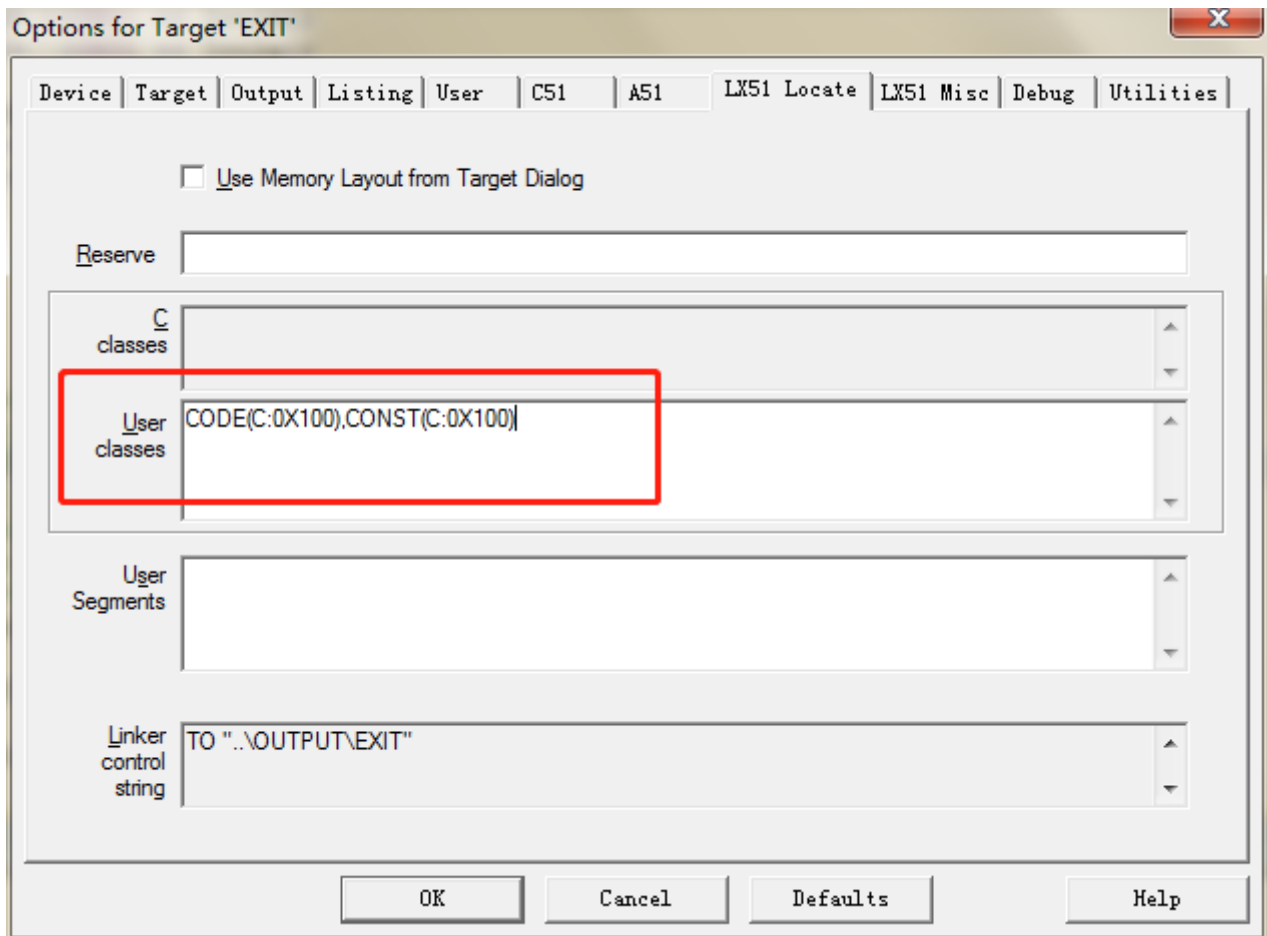 Options for Target 'EXIT'
X
Device Target Output Listing User C51 A51 LX51 Locate LX51 Misc Debug Utilities
Use Memory Layout from Target Dialog
Reserve
C
classes
User
classes
CODE(C:0X100),CONST(C:0X100)
User
Segments
Linker
control
string
TO "..\OUTPUT\EXIT"
OK Cancel Defaults Help